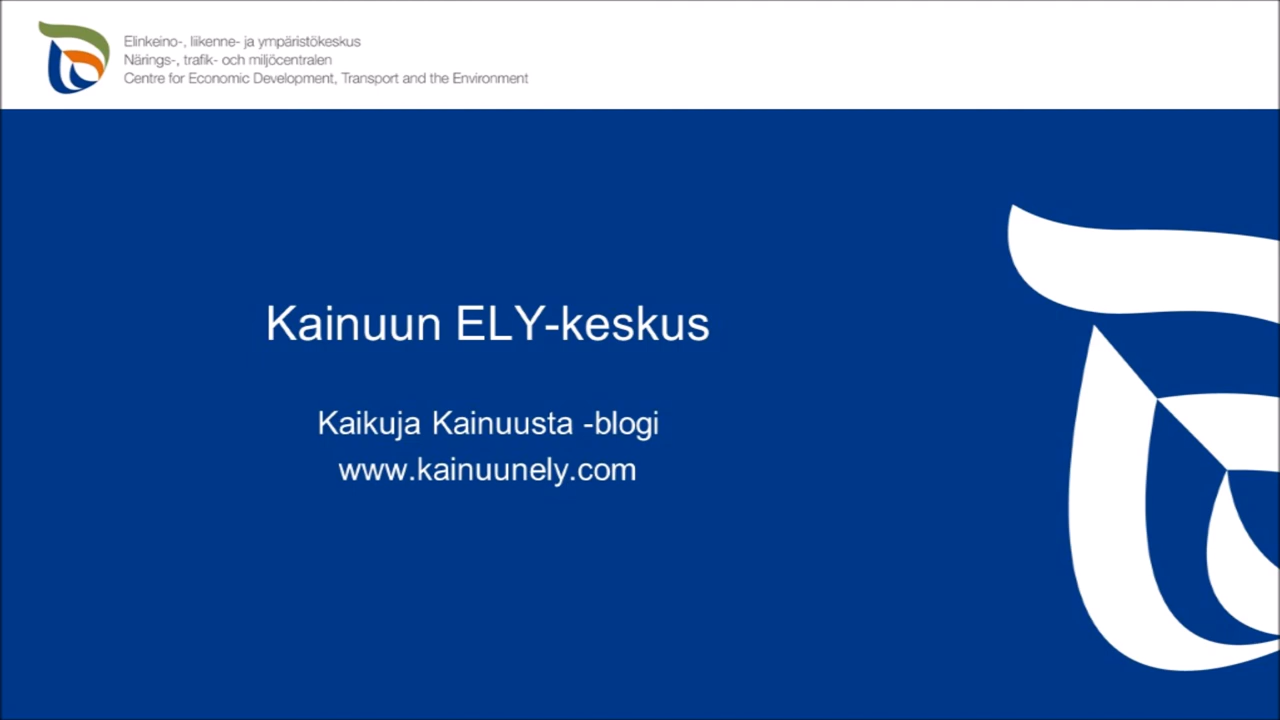 Elinkeino-, liikenne- ja ympäristökeskus
Närings-, trafik- och miljöcentralen
Centre for Economic Development, Transport and the Environment
Kainuun ELY-keskus
Kaikuja Kainuusta -blogi
www.kainuunely.com